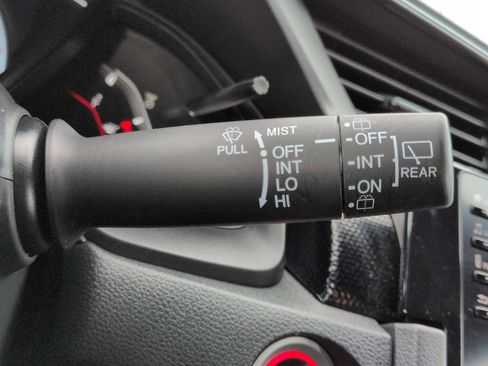 MIST
PULL
OFF
INT
LO
HI
OFF
INT
ON
REAR